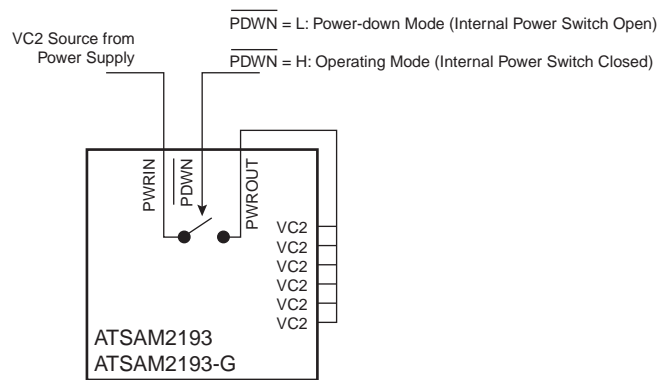 PDWN = L: Power-down Mode (Internal Power Switch Open)
VC2 Source from
Power Supply
PDWN = H: Operating Mode (Internal Power Switch Closed)
PWRIN
PDWN
PWROUT
VC2
VC2
VC2
VC2
VC2
VC2
ATSAM2193
ATSAM2193-G